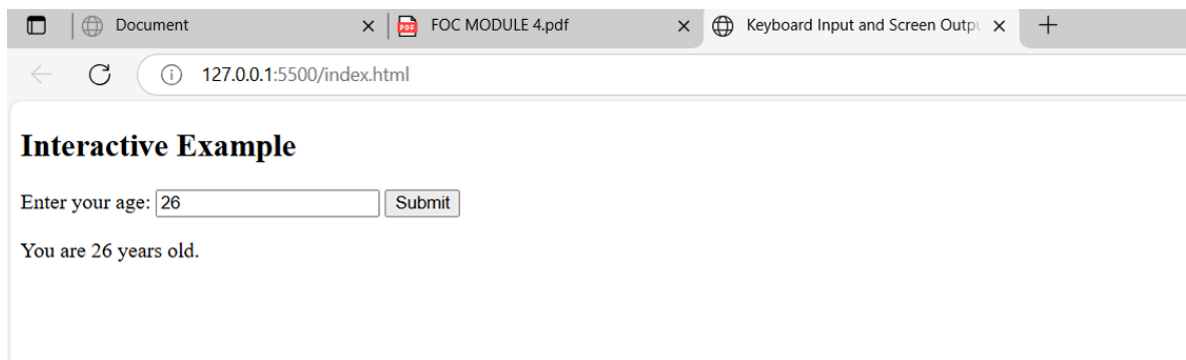 Document
PDF FOC MODULE 4.pdf
Keyboard Input and Screen Outpu
127.0.0.1:5500/index.html
Interactive Example
Enter your age: 26 Submit
You are 26 years old.